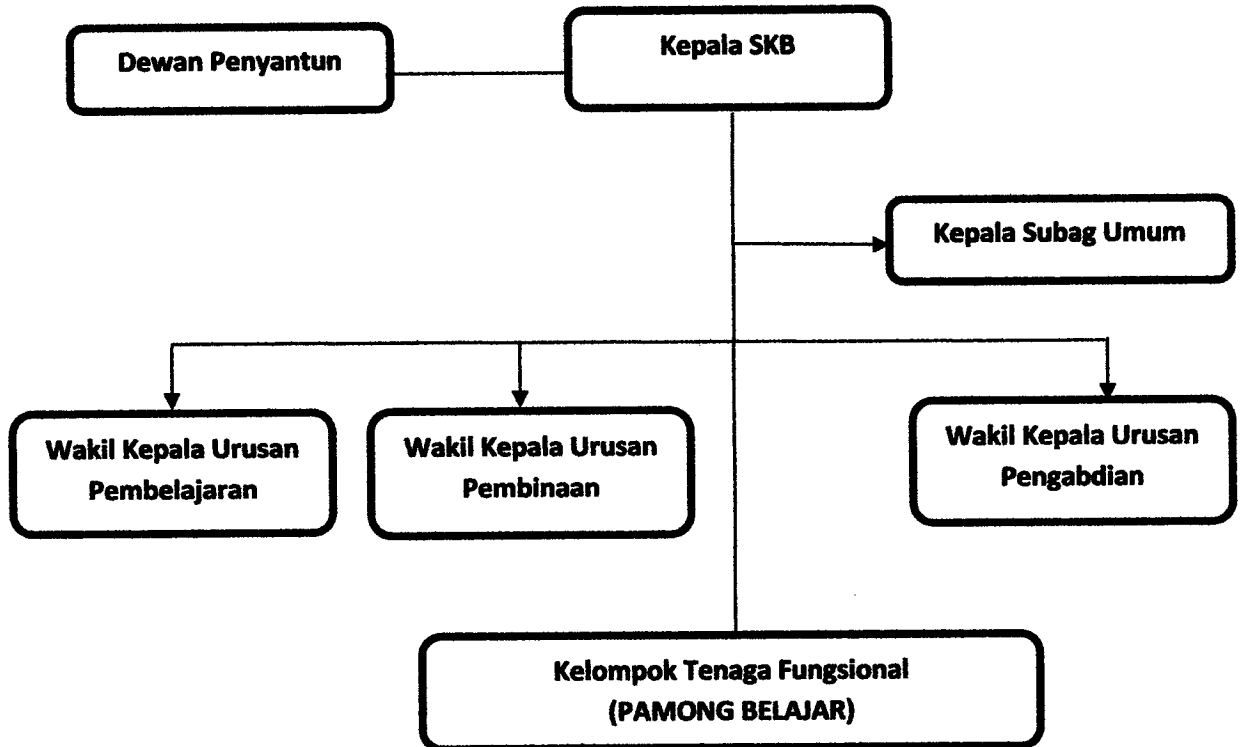 Dewan Penyantun
Kepala SKB
Kepala Subag Umum
Wakil Kepala Urusan
Pembelajaran
Wakil Kepala Urusan
Pembinaan
Wakil Kepala Urusan
Pengabdian
Kelompok Tenaga Fungsional
(PAMONG BELAJAR)